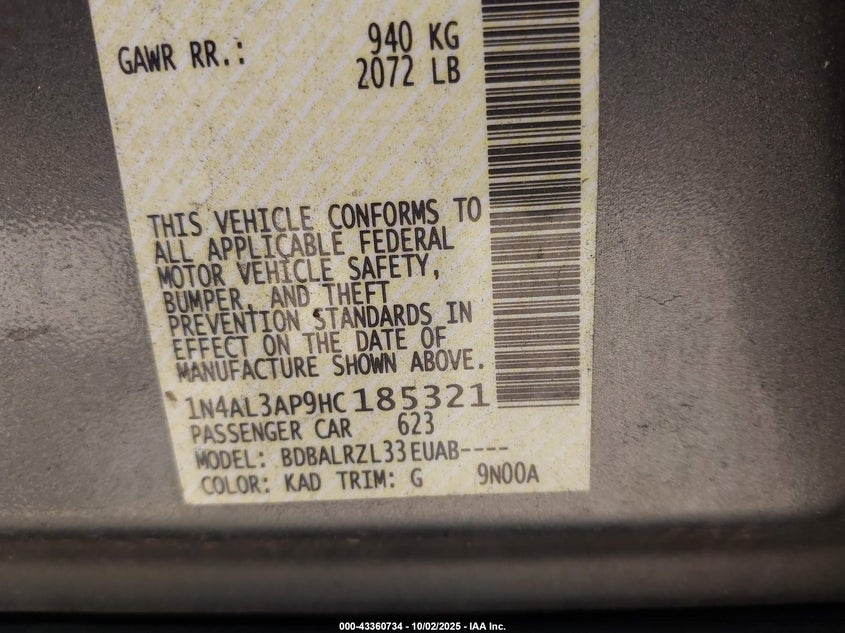 GAWR RR.: 940 KG
2072 LB
THIS VEHICLE CONFORMS TO
ALL APPLICABLE FEDERAL
MOTOR VEHICLE SAFETY,
BUMPER, AND THEFT
PREVENTION STANDARDS IN
EFFECT ON THE DATE OF
MANUFACTURE SHOWN ABOVE.
1N4AL3AP9HC185321
PASSENGER CAR 623
MODEL: BDBALRZL33EUAB----
COLOR: KAD TRIM: G 9N00A
000-43360734 - 10/02/2025 - IAA Inc.